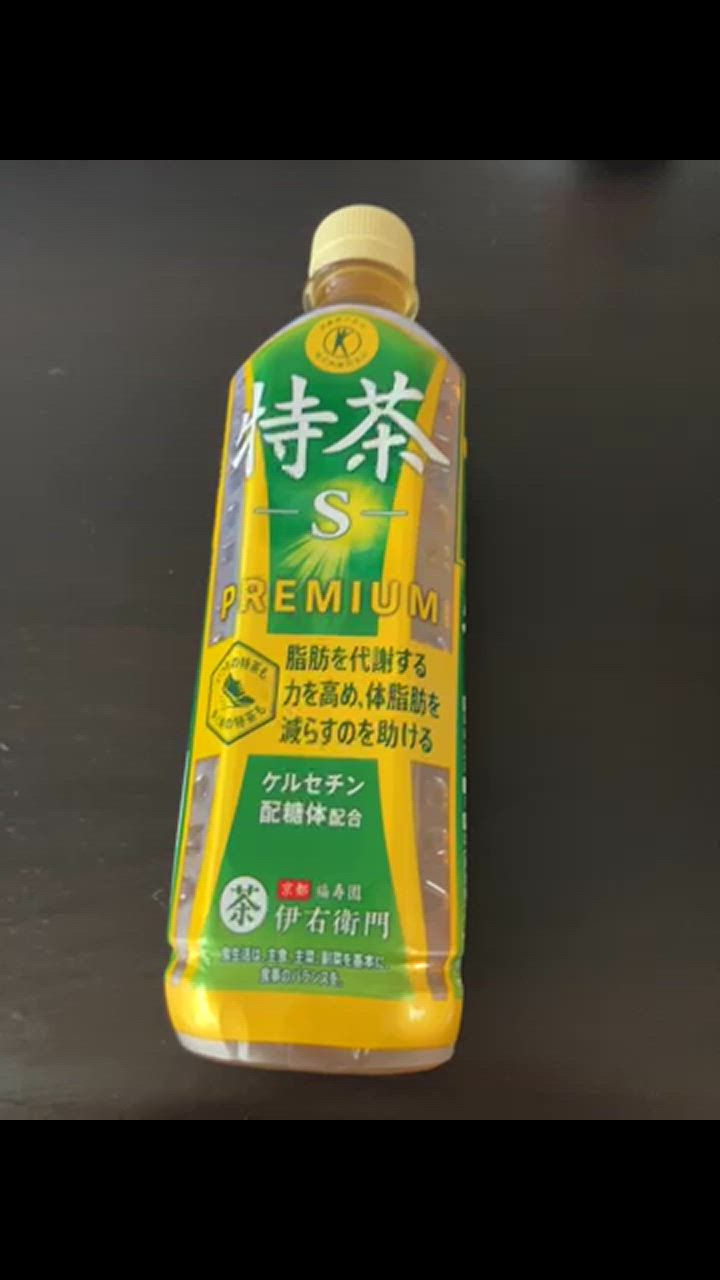 特茶
S
PREMIUM
脂肪を代謝する
力を高め、体脂肪を
減らすのを助ける
ケルセチン
配糖体配合
茶
京都 福寿園
伊右衛門
食生活は、主食、主菜、副菜を基本に、
食事のバランスを。